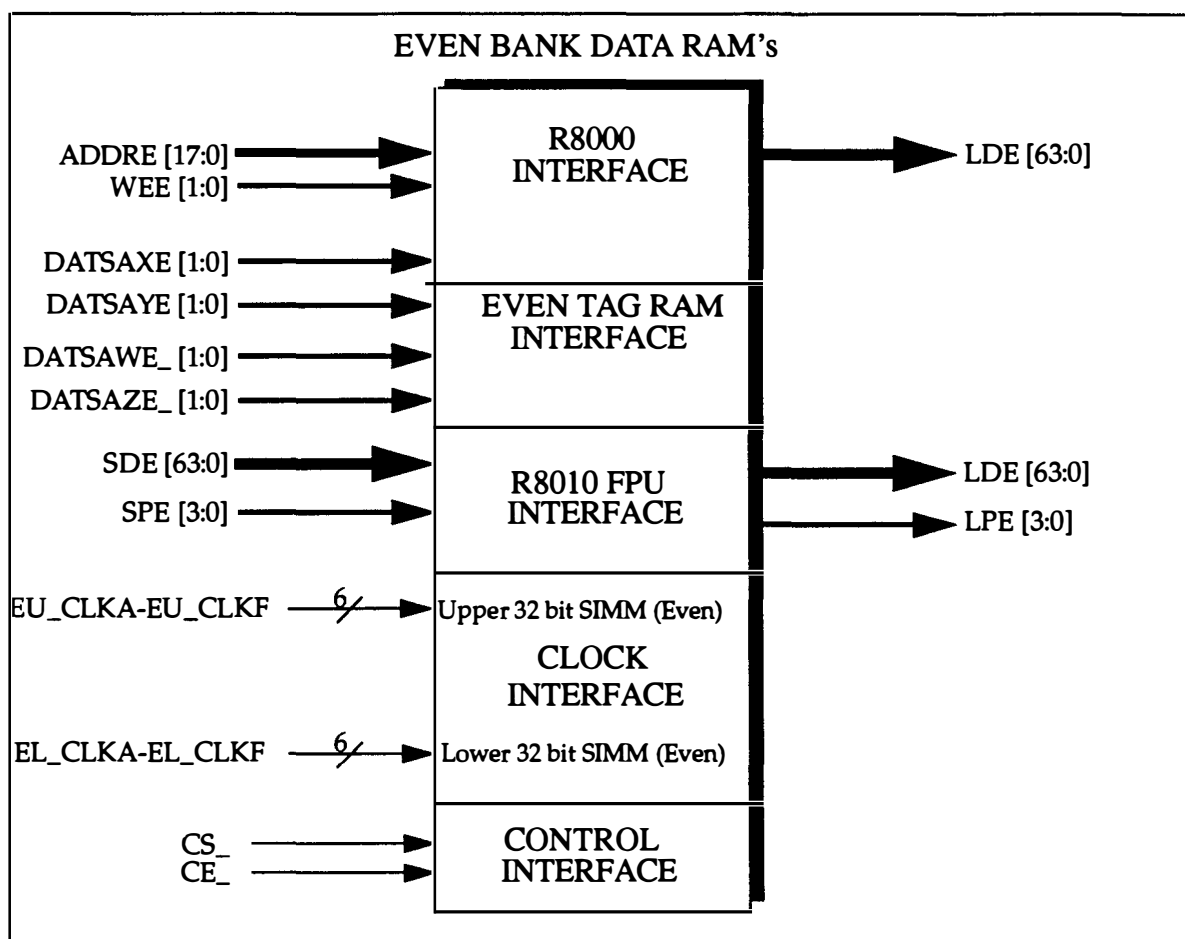 EVEN BANK DATA RAM's
R8000
INTERFACE
ADDRE [17:0]
WEE [1:0]
LDE [63:0]
DATSAXE [1:0]
DATSAYE [1:0]
EVEN TAG RAM
INTERFACE
DATSAWE_ [1:0]
DATSAZE_ [1:0]
SDE [63:0]
SPE [3:0]
R8010 FPU
INTERFACE
LDE [63:0]
LPE [3:0]
EU_CLKA-EU_CLKF
6
Upper 32 bit SIMM (Even)
CLOCK
INTERFACE
EL_CLKA-EL_CLKF
6
Lower 32 bit SIMM (Even)
CS_
CE_
CONTROL
INTERFACE